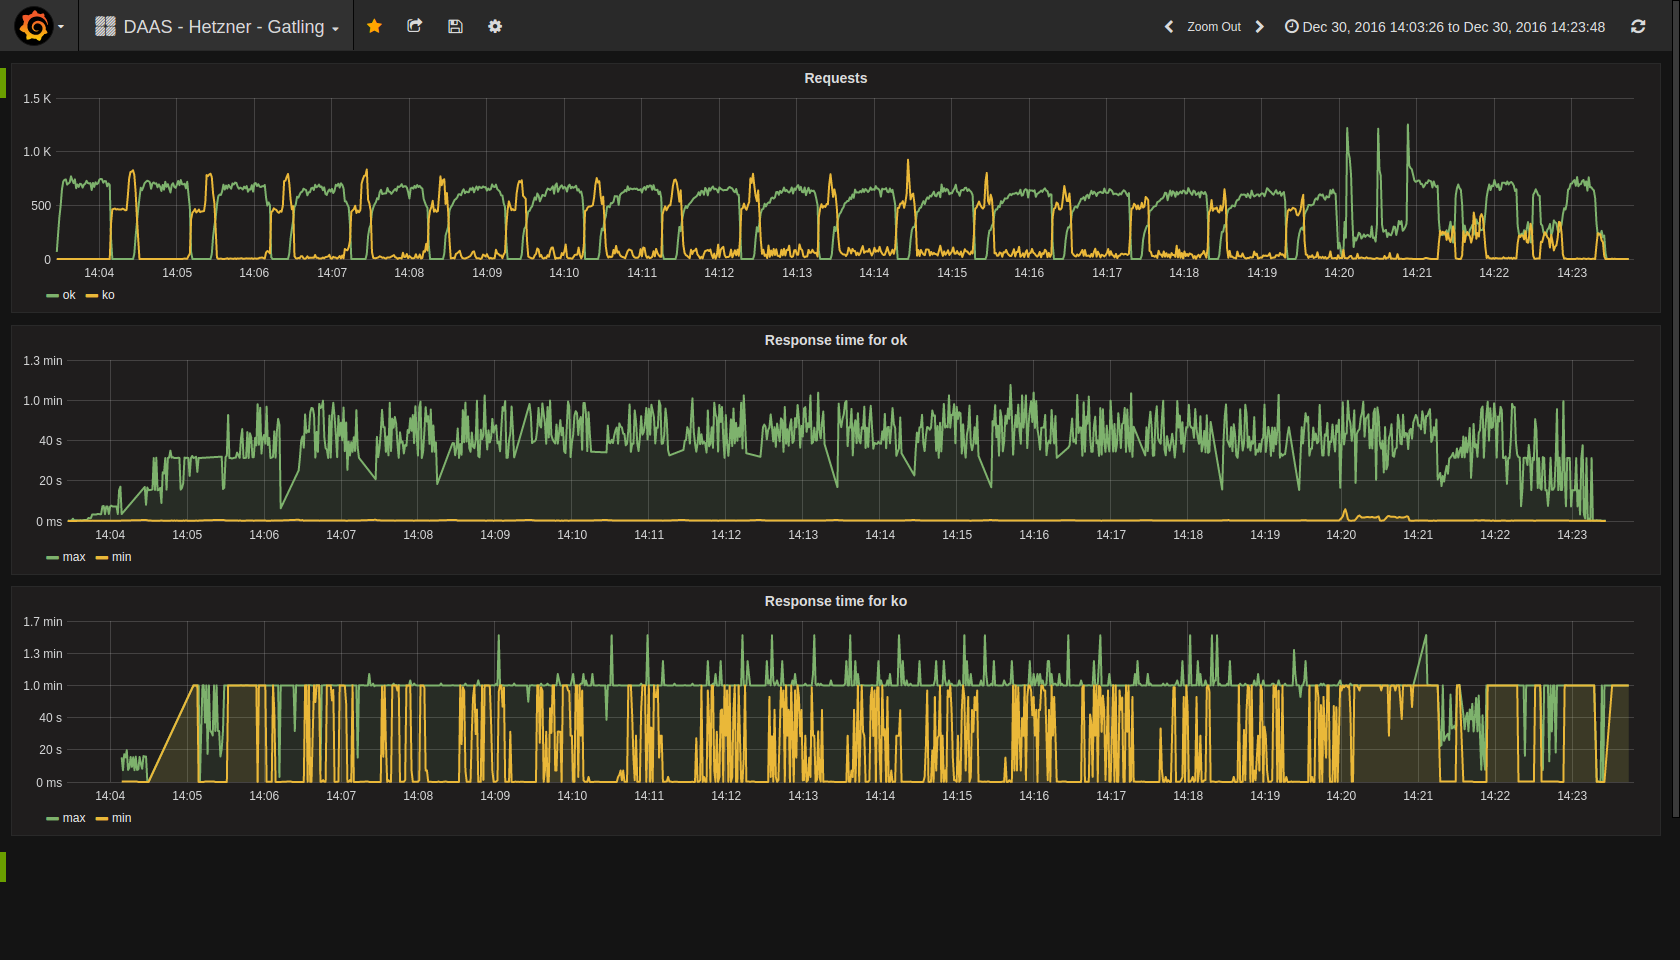 DAAS - Hetzner - Gatling
Zoom Out
Dec 30, 2016 14:03:26 to Dec 30, 2016 14:23:48
Requests
1.5 K
1.0 K
500
0
14:04 14:05 14:06 14:07 14:08 14:09 14:10 14:11 14:12 14:13 14:14 14:15 14:16 14:17 14:18 14:19 14:20 14:21 14:22 14:23
ok ko
Response time for ok
1.3 min
1.0 min
40 s
20 s
0 ms
14:04 14:05 14:06 14:07 14:08 14:09 14:10 14:11 14:12 14:13 14:14 14:15 14:16 14:17 14:18 14:19 14:20 14:21 14:22 14:23
max min
Response time for ko
1.7 min
1.3 min
1.0 min
40 s
20 s
0 ms
14:04 14:05 14:06 14:07 14:08 14:09 14:10 14:11 14:12 14:13 14:14 14:15 14:16 14:17 14:18 14:19 14:20 14:21 14:22 14:23
max min